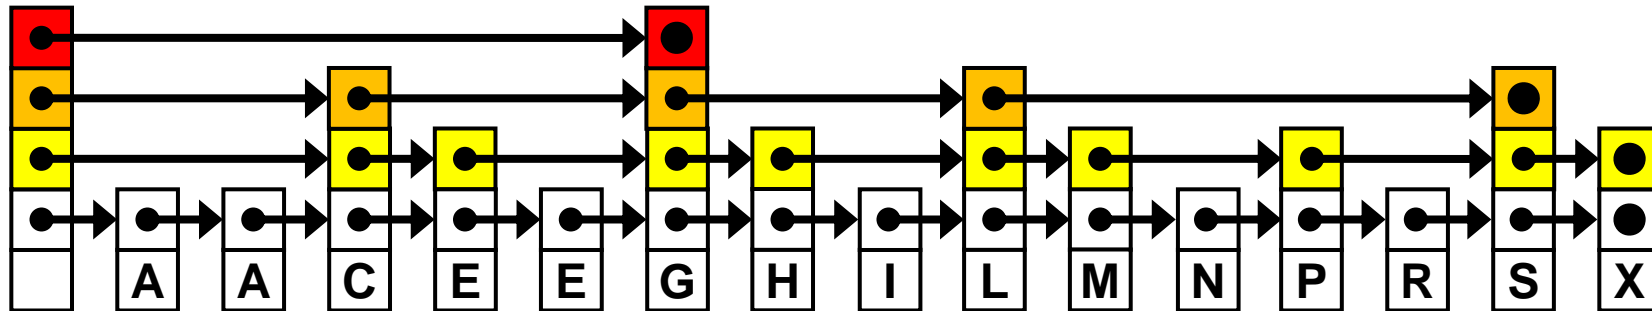 A A C E E G H I L M N P R S X